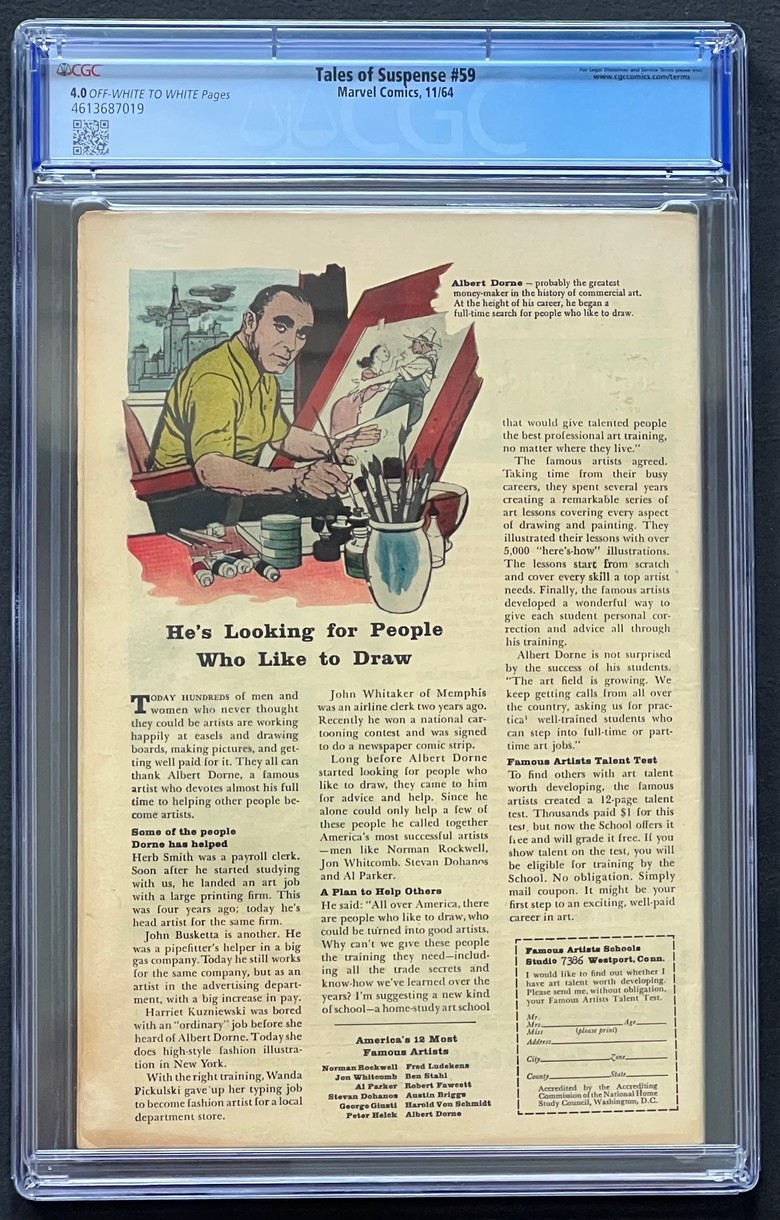 CGC
Tales of Suspense #59
For Legal Disclaimer and Service Terms please visit
www.cgccomics.com/terms
4.0 OFF-WHITE TO WHITE Pages
Marvel Comics, 11/64
4613687019
CGC
Albert Dorne — probably the greatest
money-maker in the history of commercial art.
At the height of his career, he began a
full-time search for people who like to draw.
He's Looking for People
Who Like to Draw
TODAY HUNDREDS of men and
women who never thought
they could be artists are working
happily at easels and drawing
boards, making pictures, and get-
ting well paid for it. They all can
thank Albert Dorne, a famous
artist who devotes almost his full
time to helping other people be-
come artists.
Some of the people
Dorne has helped
Herb Smith was a payroll clerk.
Soon after he started studying
with us, he landed an art job
with a large printing firm. This
was four years ago; today he's
head artist for the same firm.
John Busketta is another. He
was a pipefitter's helper in a big
gas company. Today he still works
for the same company, but as an
artist in the advertising depart-
ment, with a big increase in pay.
Harriet Kuzniewski was bored
with an "ordinary" job before she
heard of Albert Dorne. Today she
does high-style fashion illustra-
tion in New York.
With the right training, Wanda
Pickulski gave up her typing job
to become fashion artist for a local
department store.
John Whitaker of Memphis
was an airline clerk two years ago.
Recently he won a national car-
tooning contest and was signed
to do a newspaper comic strip.
Long before Albert Dorne
started looking for people who
like to draw, they came to him
for advice and help. Since he
alone could only help a few of
these people he called together
America's most successful artists
—men like Norman Rockwell,
Jon Whitcomb, Stevan Dohanos
and Al Parker.
A Plan to Help Others
He said: "All over America, there
are people who like to draw, who
could be turned into good artists.
Why can't we give these people
the training they need—includ-
ing all the trade secrets and
know-how we've learned over the
years? I'm suggesting a new kind
of school—a home-study art school
America's 12 Most
Famous Artists
Norman Rockwell Fred Ludekens
Jon Whitcomb Ben Stahl
Al Parker Robert Fawcett
Stevan Dohanos Austin Briggs
George Giusti Harold Von Schmidt
Peter Helck Albert Dorne
that would give talented people
the best professional art training,
no matter where they live."
The famous artists agreed.
Taking time from their busy
careers, they spent several years
creating a remarkable series of
art lessons covering every aspect
of drawing and painting. They
illustrated their lessons with over
5,000 "here's-how" illustrations.
The lessons start from scratch
and cover every skill a top artist
needs. Finally, the famous artists
developed a wonderful way to
give each student personal cor-
rection and advice all through
his training.
Albert Dorne is not surprised
by the success of his students.
"The art field is growing. We
keep getting calls from all over
the country, asking us for prac-
tical well-trained students who
can step into full-time or part-
time art jobs."
Famous Artists Talent Test
To find others with art talent
worth developing, the famous
artists created a 12-page talent
test. Thousands paid $1 for this
test, but now the School offers it
free and will grade it free. If you
show talent on the test, you will
be eligible for training by the
School. No obligation. Simply
mail coupon. It might be your
first step to an exciting, well-paid
career in art.
Famous Artists Schools
Studio 7386 Westport, Conn.
I would like to find out whether I
have art talent worth developing.
Please send me, without obligation,
your Famous Artists Talent Test.
Mr.
Mrs. Age
Miss (please print)
Address
City Zone
County State
Accredited by the Accrediting
Commission of the National Home
Study Council, Washington, D.C.